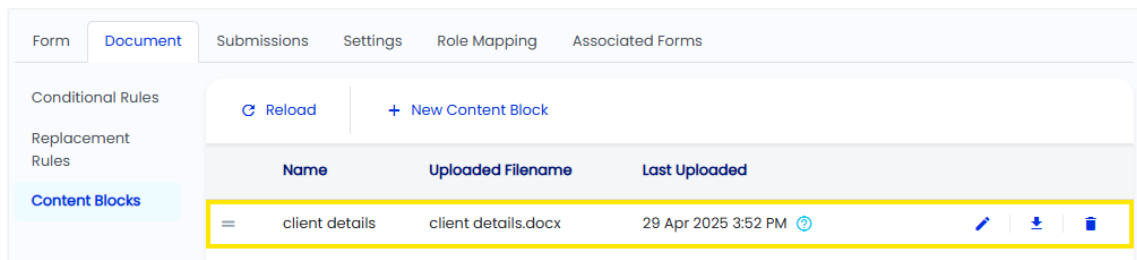 Form Document Submissions Settings Role Mapping Associated Forms
Conditional Rules
Replacement
Rules
Content Blocks
Reload + New Content Block
Name Uploaded Filename Last Uploaded
client details client details.docx 29 Apr 2025 3:52 PM ?